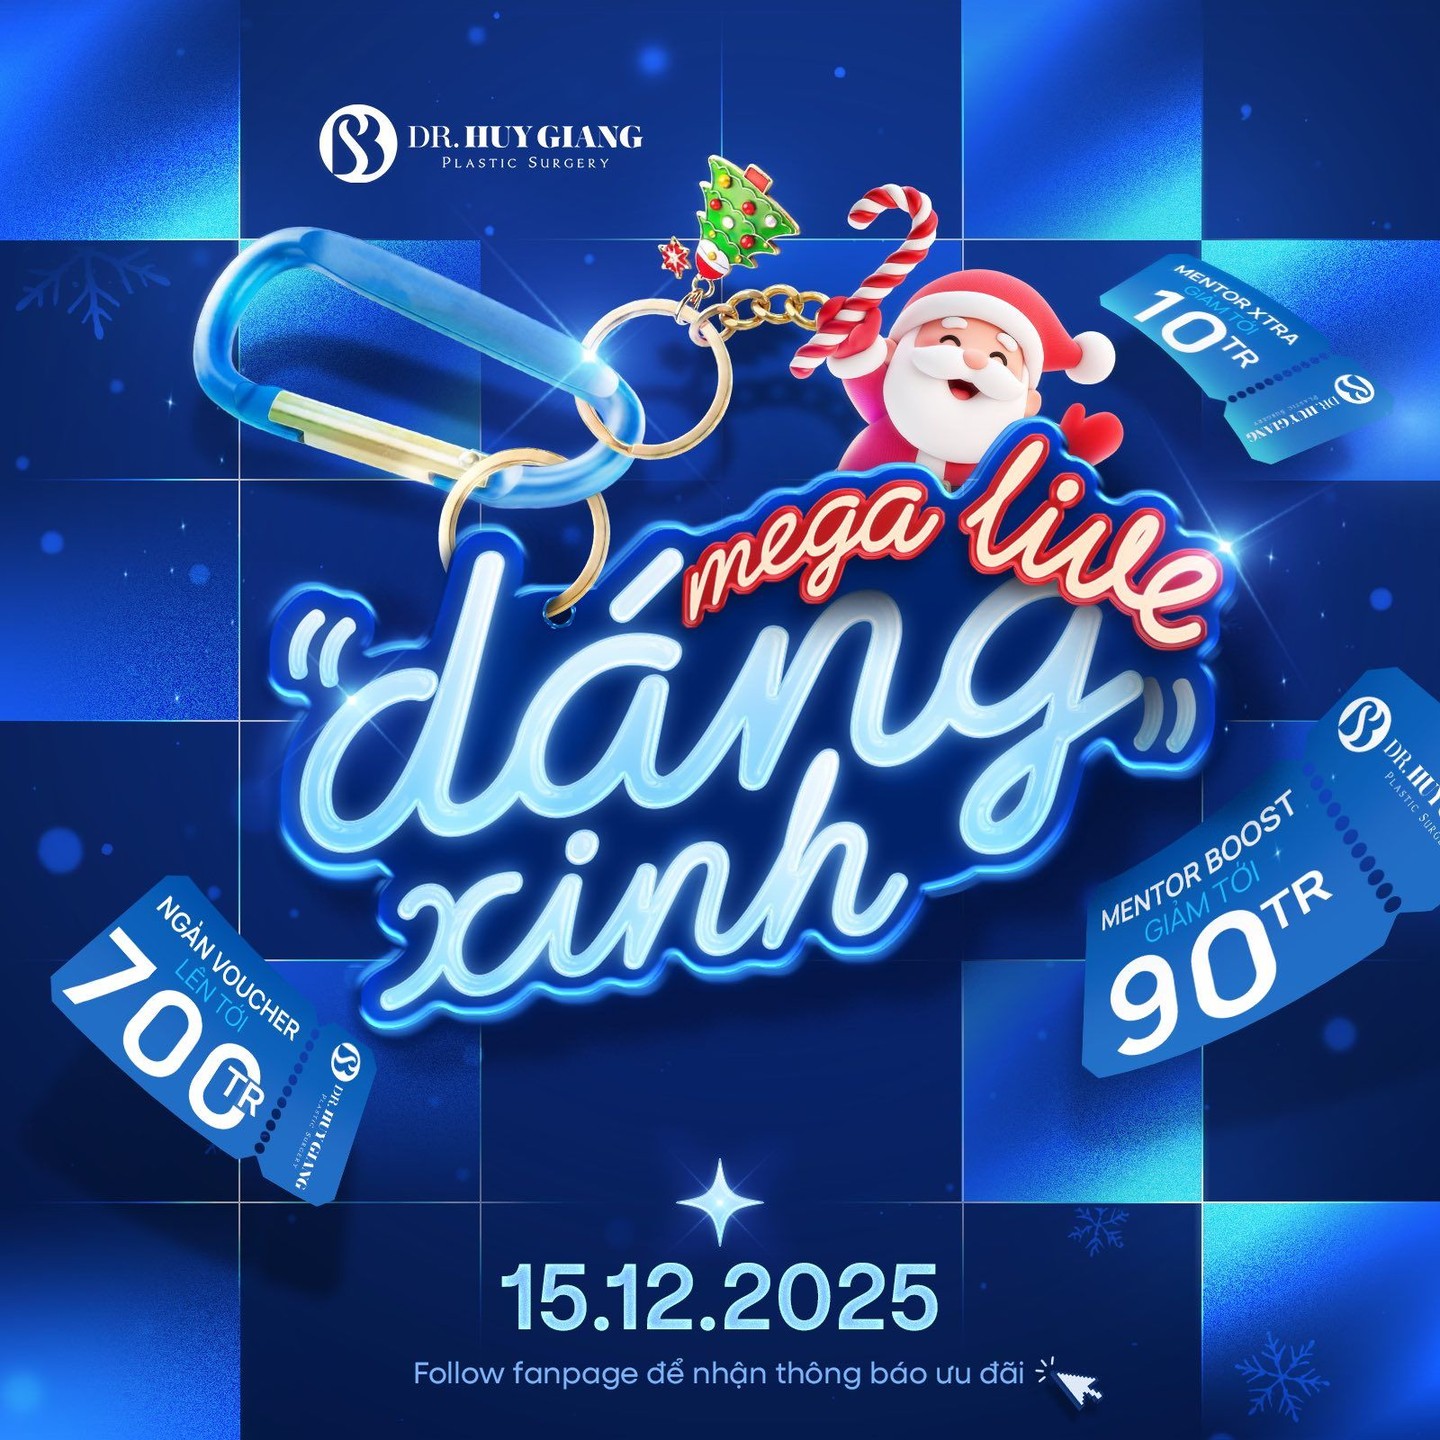 DR. HUY GIANG
PLASTIC SURGERY
MENTOR XTRA
GIẢM TỚI
10TR
DR. HUY GIANG
PLASTIC SURGERY
mega live
"dáng"
xinh
DR. HUY
PLASTIC SURGE
MENTOR BOOST
GIẢM TỚI
90TR
NGÀN VOUCHER
LÊN TỚI
700TR
DR. HUY GIANG
PLASTIC SURGERY
15.12.2025
Follow fanpage để nhận thông báo ưu đãi